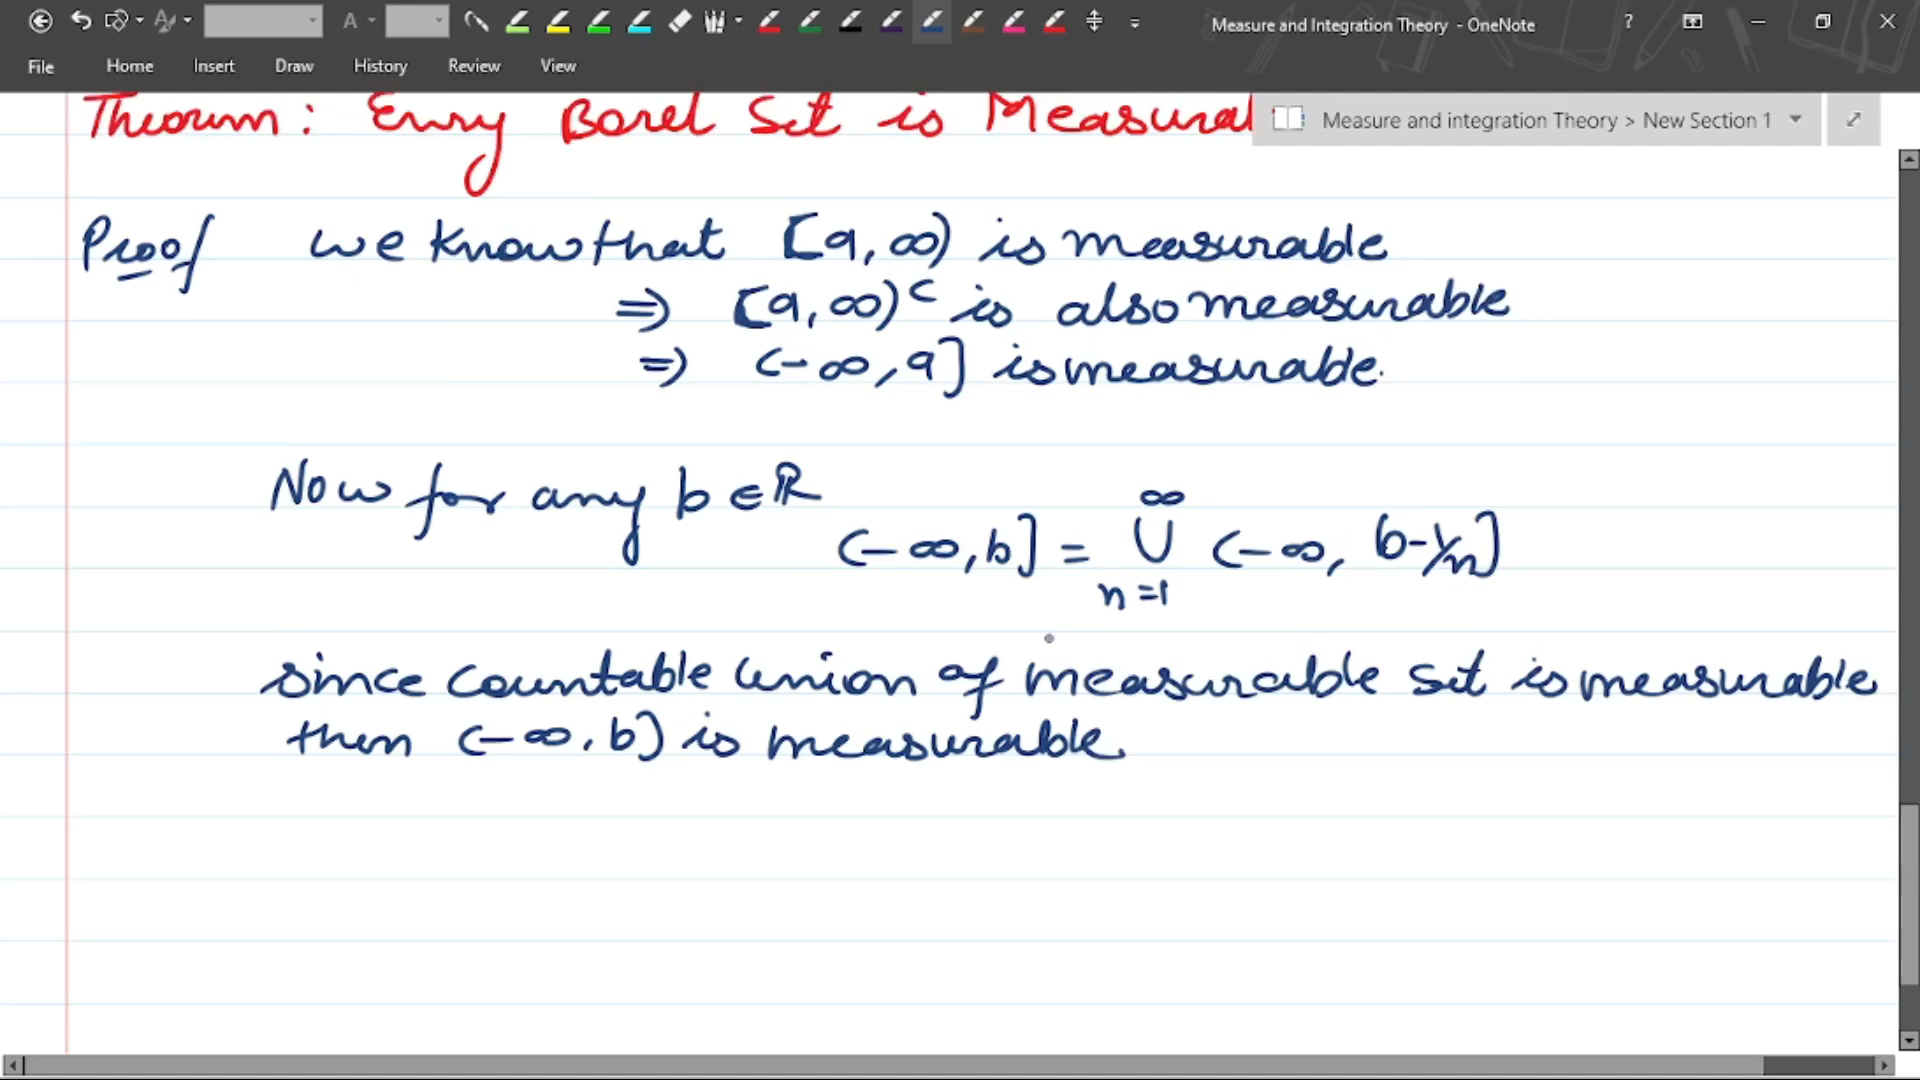 Measure and Integration Theory - OneNote
File Home Insert Draw History Review View
Theorem: Every Borel Set is Measurab
Measure and integration Theory > New Section 1
Proof we know that [a, ∞) is measurable
⇒ [a, ∞)ᶜ is also measurable
⇒ (-∞, a] is measurable.
Now for any b ∈ ℝ
(-∞, b] = ∞ ∪ n=1 (-∞, b-1/n]
since countable union of measurable set is measurable
then (-∞, b) is measurable.